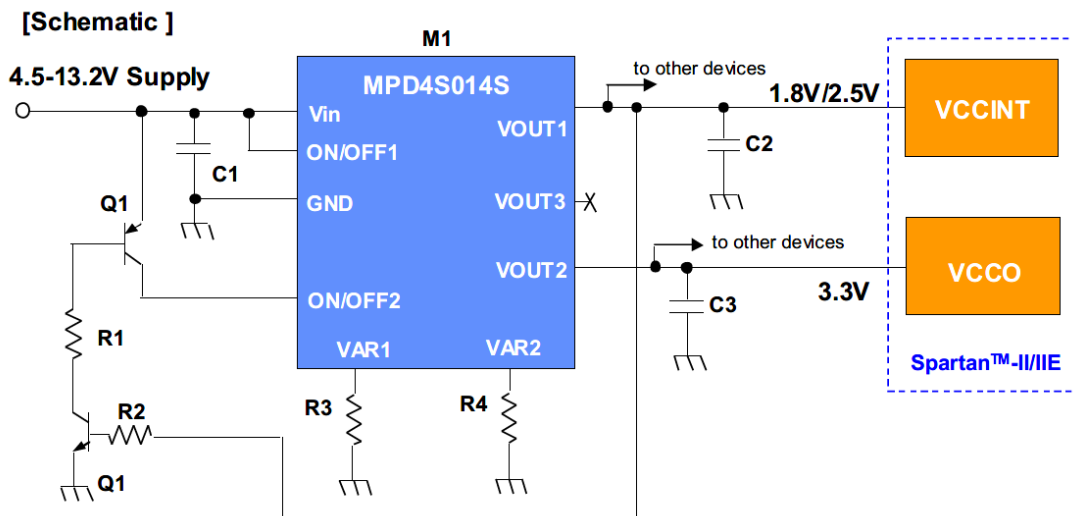 [Schematic ]
M1
4.5-13.2V Supply
MPD4S014S
to other devices
1.8V/2.5V
VCCINT
Vin
VOUT1
ON/OFF1
C1
C2
Q1
GND
VOUT3
to other devices
VOUT2
VCCO
ON/OFF2
3.3V
C3
R1
VAR1
VAR2
Spartan™-II/IIE
R2
R3
R4
Q1